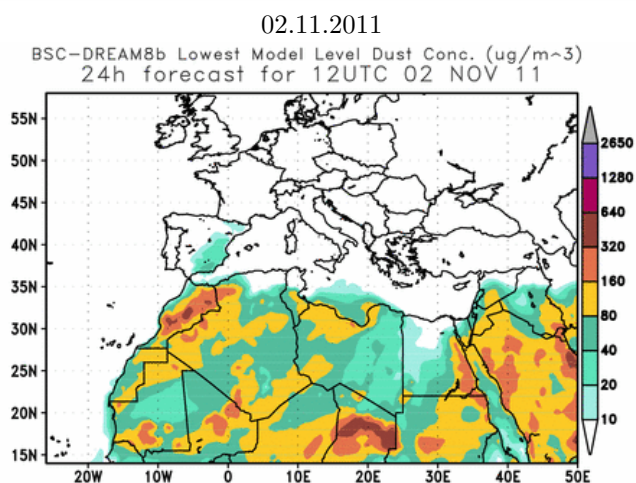 02.11.2011
BSC-DREAM8b Lowest Model Level Dust Conc. (ug/m^3)
24h forecast for 12UTC 02 NOV 11
55N
50N
45N
40N
35N
30N
25N
20N
15N
20W
10W
0
10E
20E
30E
40E
50E
2650
1280
640
320
160
80
40
20
10